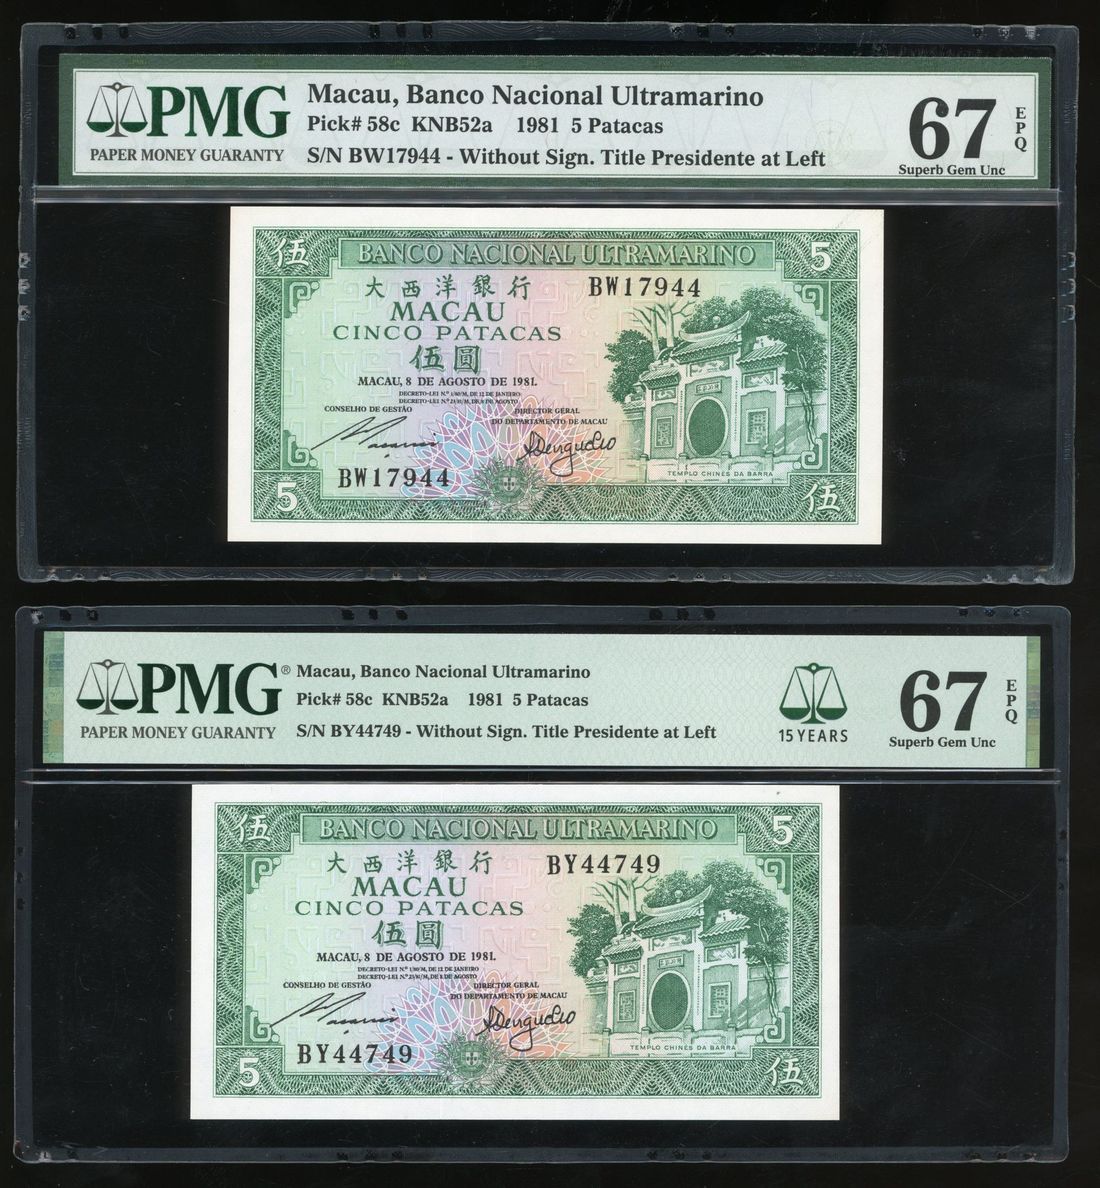 PMG
PAPER MONEY GUARANTY
Macau, Banco Nacional Ultramarino
Pick# 58c KNB52a 1981 5 Patacas
S/N BW17944 - Without Sign. Title Presidente at Left
67
EPQ
Superb Gem Unc
伍
BANCO NACIONAL ULTRAMARINO
5
大西洋銀行
BW17944
MACAU
CINCO PATACAS
伍圓
MACAU, 8 DE AGOSTO DE 1981.
CONSELHO DE GESTÃO
DIRECTOR GERAL
DO DEPARTAMENTO DE MACAU
BW17944
TEMPLO CHINÊS DA BARRA
5
伍
PMG®
PAPER MONEY GUARANTY
Macau, Banco Nacional Ultramarino
Pick# 58c KNB52a 1981 5 Patacas
S/N BY44749 - Without Sign. Title Presidente at Left
15 YEARS
67
EPQ
Superb Gem Unc
伍
BANCO NACIONAL ULTRAMARINO
5
大西洋銀行
BY44749
MACAU
CINCO PATACAS
伍圓
MACAU, 8 DE AGOSTO DE 1981.
CONSELHO DE GESTÃO
DIRECTOR GERAL
DO DEPARTAMENTO DE MACAU
BY44749
TEMPLO CHINÊS DA BARRA
5
伍